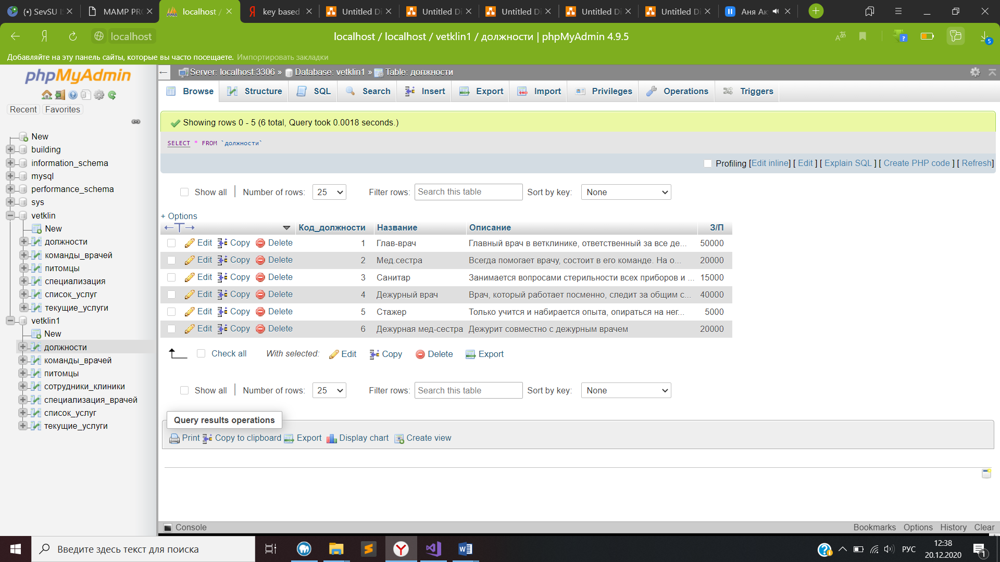 (•) SevSU IS
MAMP PRO
localhost /
key based
Untitled Di
Untitled Di
Untitled Di
Untitled Di
Untitled Di
Аня Ак
localhost
localhost / localhost / vetklin1 / должности | phpMyAdmin 4.9.5
5
Добавляйте на эту панель сайты, которые вы часто посещаете. Импортировать закладки
phpMyAdmin
Recent Favorites
New
building
information_schema
mysql
performance_schema
sys
vetklin
New
должности
команды_врачей
питомцы
специализация
список_услуг
текущие_услуги
vetklin1
New
должности
команды_врачей
питомцы
сотрудники_клиники
специализация_врачей
список_услуг
текущие_услуги
Server: localhost:3306 » Database: vetklin1 » Table: должности
Browse Structure SQL Search Insert Export Import Privileges Operations Triggers
Showing rows 0 - 5 (6 total, Query took 0.0018 seconds.)
SELECT * FROM `должности`
Profiling [Edit inline] [ Edit ] [ Explain SQL ] [ Create PHP code ] [ Refresh]
Show all Number of rows: 25 Filter rows: Search this table Sort by key: None
+ Options
Код_должности Название Описание З/П
Edit Copy Delete 1 Глав-врач Главный врач в ветклинике, ответственный за все де... 50000
Edit Copy Delete 2 Мед.сестра Всегда помогает врачу, состоит в его команде. На о... 20000
Edit Copy Delete 3 Санитар Занимается вопросами стерильности всех приборов и ... 15000
Edit Copy Delete 4 Дежурный врач Врач, который работает посменно, следит за общим с... 40000
Edit Copy Delete 5 Стажер Только учится и набирается опыта, опираться на нег... 5000
Edit Copy Delete 6 Дежурная мед-сестра Дежурит совместно с дежурным врачем 20000
Check all With selected: Edit Copy Delete Export
Show all Number of rows: 25 Filter rows: Search this table Sort by key: None
Query results operations
Print Copy to clipboard Export Display chart Create view
Console Bookmarks Options History Clear
Введите здесь текст для поиска
РУС
12:38
20.12.2020
1